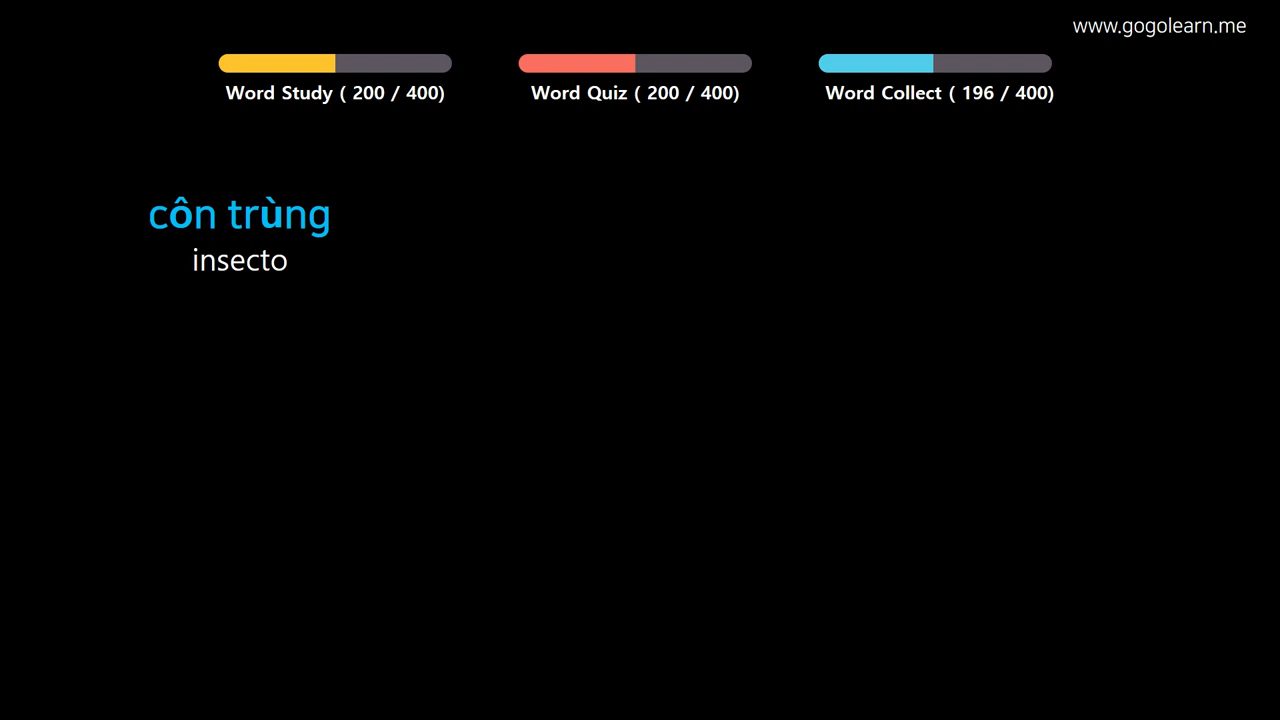 www.gogolearn.me
Word Study ( 200 / 400)
Word Quiz ( 200 / 400)
Word Collect ( 196 / 400)
côn trùng
insecto